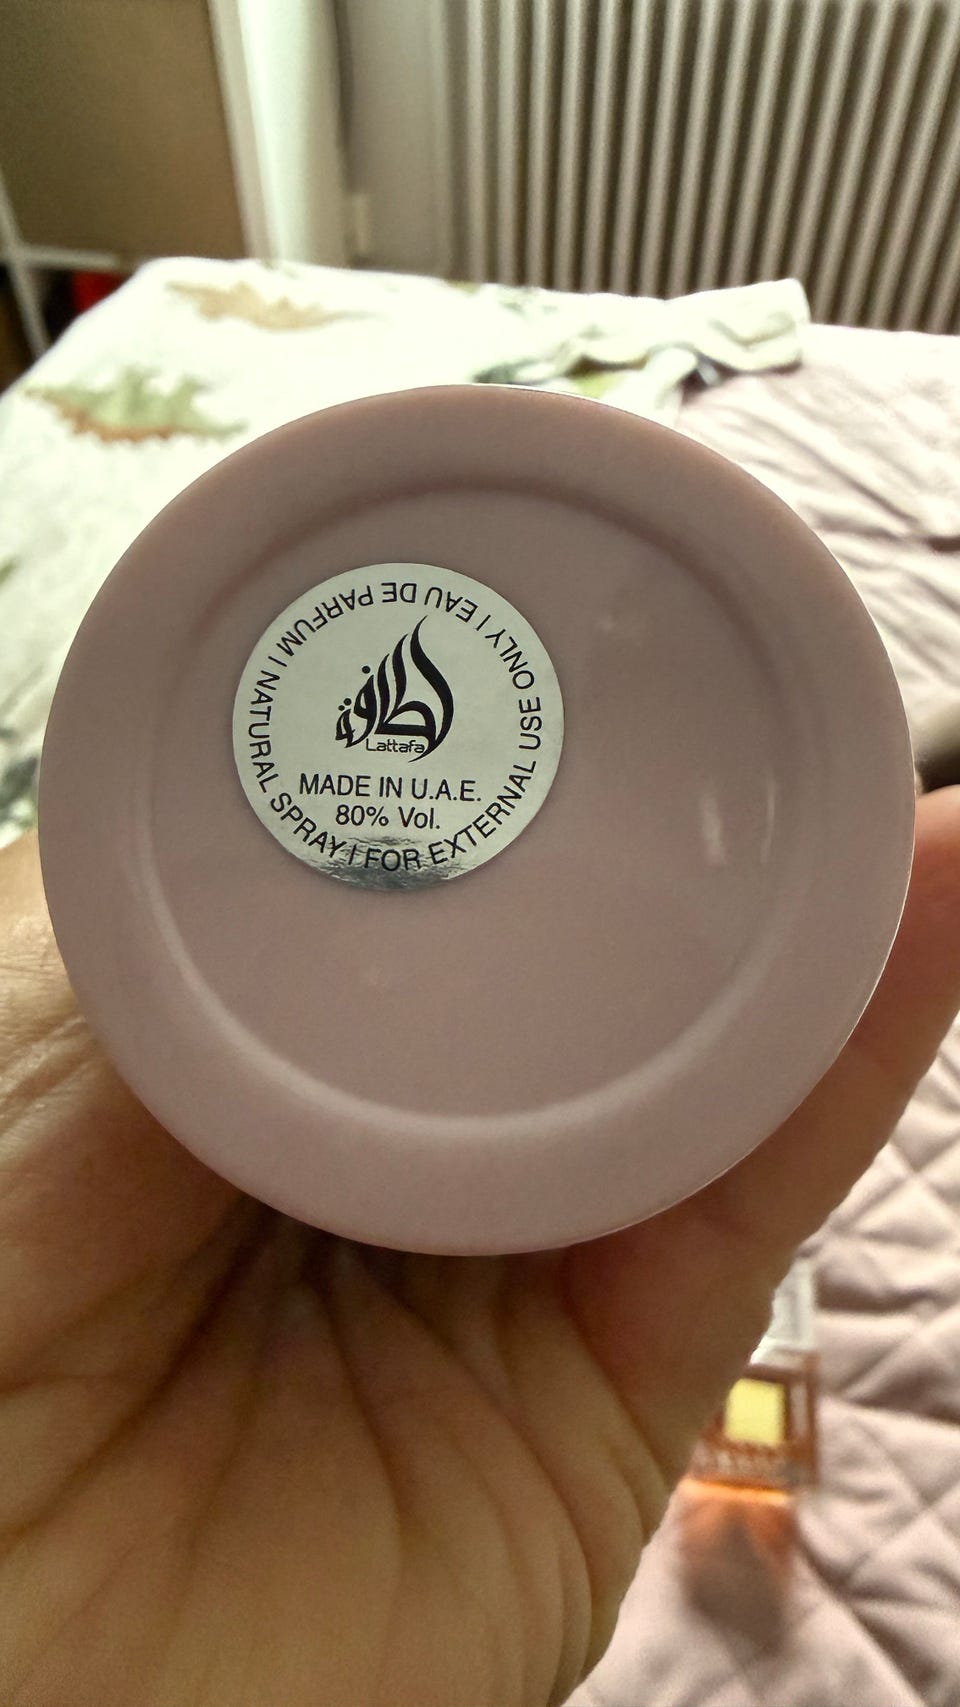 لطافة
Lattafa
MADE IN U.A.E.
80% Vol.
EAU DE PARFUM | NATURAL SPRAY | FOR EXTERNAL USE ONLY |